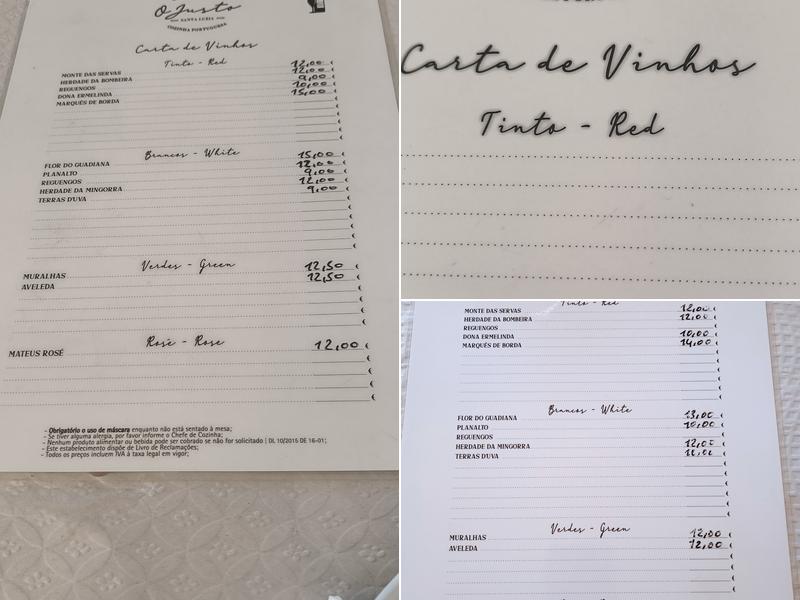 O Justo
SANTA LUZIA
COZINHA PORTUGUESA
Carta de Vinhos
Tinto - Red
MONTE DAS SERVAS 12,00 €
HERDADE DA BOMBEIRA 12,00 €
REGUENGOS 9,00 €
DONA ERMELINDA 10,00 €
MARQUÊS DE BORDA 15,00 €
Brancos - White
FLOR DO GUADIANA 15,00 €
PLANALTO 12,00 €
REGUENGOS 9,00 €
HERDADE DA MINGORRA 12,00 €
TERRAS D'UVA 9,00 €
Verdes - Green
MURALHAS 12,50 €
AVELEDA 12,50 €
Rosé - Rose
MATEUS ROSÉ 12,00 €
- Obrigatório o uso de máscara enquanto não está sentado à mesa;
- Se tiver alguma alergia, por favor informe o Chefe de Cozinha;
- Nenhum produto alimentar ou bebida pode ser cobrado se não for solicitado | DL 10/2015 DE 16-01;
- Este estabelecimento dispõe de Livro de Reclamações;
- Todos os preços incluem IVA à taxa legal em vigor;
Carta de Vinhos
Tinto - Red
Tinto - Red
MONTE DAS SERVAS 12,00 €
HERDADE DA BOMBEIRA 12,00 €
REGUENGOS
DONA ERMELINDA 10,00 €
MARQUÊS DE BORDA 14,00 €
Brancos - White
FLOR DO GUADIANA 13,00 €
PLANALTO 10,00 €
REGUENGOS
HERDADE DA MINGORRA 12,00 €
TERRAS D'UVA
Verdes - Green
MURALHAS 12,00 €
AVELEDA 12,00 €